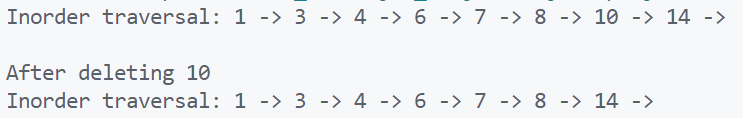 Inorder traversal: 1 -> 3 -> 4 -> 6 -> 7 -> 8 -> 10 -> 14 ->
After deleting 10
Inorder traversal: 1 -> 3 -> 4 -> 6 -> 7 -> 8 -> 14 ->